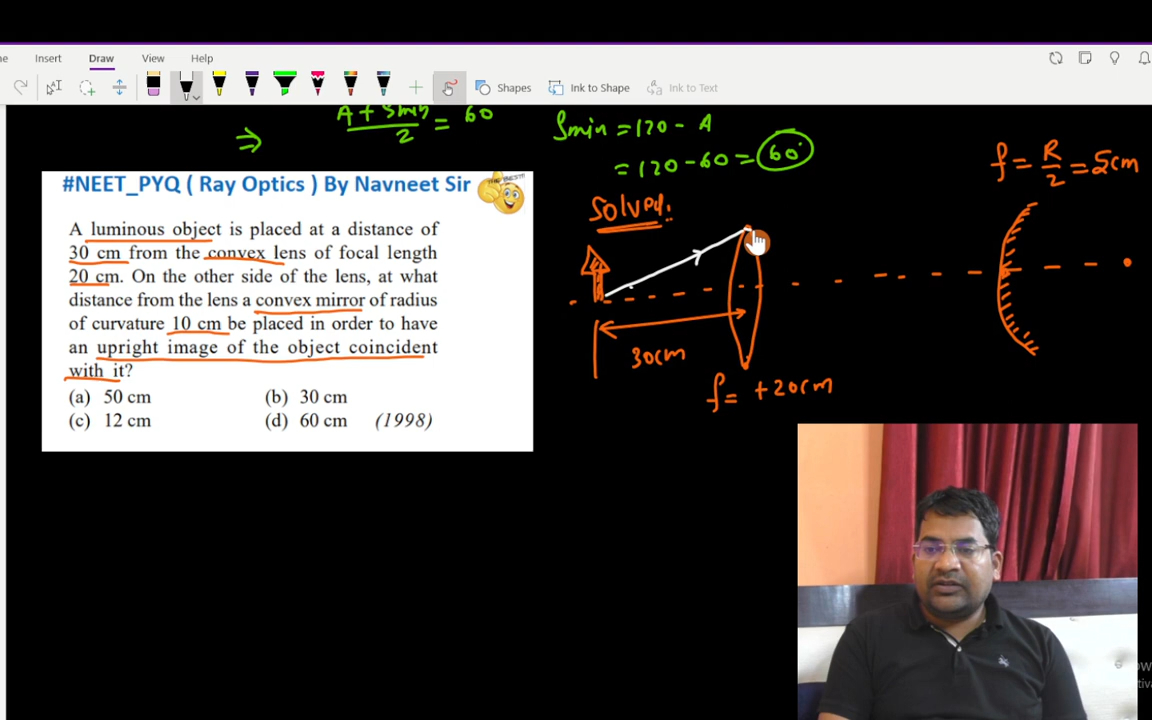 Insert Draw View Help
Shapes Ink to Shape Ink to Text
⇒ A + δmin / 2 = 60
δmin = 120 - A
= 120 - 60 = 60°
f = R/2 = 5cm
#NEET_PYQ ( Ray Optics ) By Navneet Sir
A luminous object is placed at a distance of
30 cm from the convex lens of focal length
20 cm. On the other side of the lens, at what
distance from the lens a convex mirror of radius
of curvature 10 cm be placed in order to have
an upright image of the object coincident
with it?
(a) 50 cm (b) 30 cm
(c) 12 cm (d) 60 cm (1998)
30cm
f = +20cm